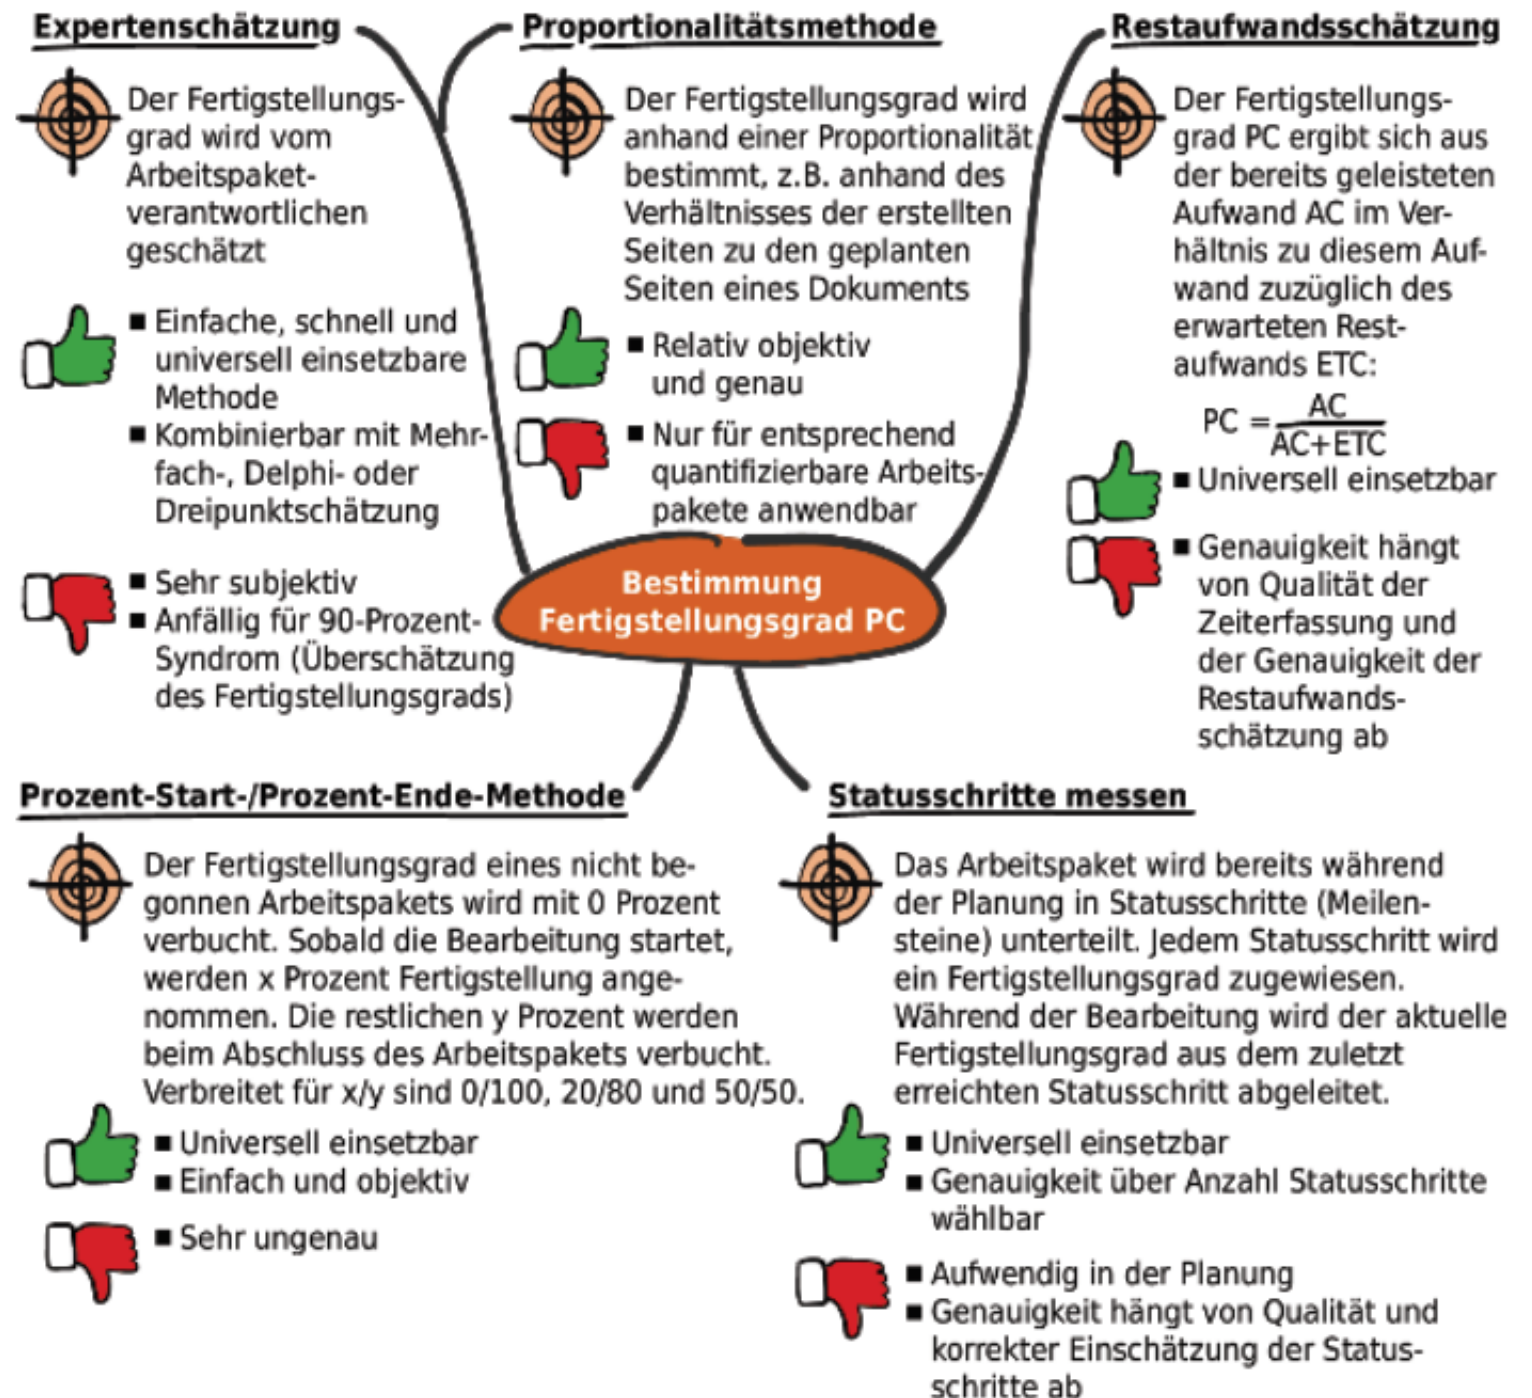 Expertenschätzung
Der Fertigstellungs-
grad wird vom
Arbeitspaket-
verantwortlichen
geschätzt
■ Einfache, schnell und
universell einsetzbare
Methode
■ Kombinierbar mit Mehr-
fach-, Delphi- oder
Dreipunktschätzung
■ Sehr subjektiv
■ Anfällig für 90-Prozent-
Syndrom (Überschätzung
des Fertigstellungsgrads)
Proportionalitätsmethode
Der Fertigstellungsgrad wird
anhand einer Proportionalität
bestimmt, z.B. anhand des
Verhältnisses der erstellten
Seiten zu den geplanten
Seiten eines Dokuments
■ Relativ objektiv
und genau
■ Nur für entsprechend
quantifizierbare Arbeits-
pakete anwendbar
Restaufwandsschätzung
Der Fertigstellungs-
grad PC ergibt sich aus
der bereits geleisteten
Aufwand AC im Ver-
hältnis zu diesem Auf-
wand zuzüglich des
erwarteten Rest-
aufwands ETC:
PC = AC
AC+ETC
■ Universell einsetzbar
■ Genauigkeit hängt
von Qualität der
Zeiterfassung und
der Genauigkeit der
Restaufwands-
schätzung ab
Bestimmung
Fertigstellungsgrad PC
Prozent-Start-/Prozent-Ende-Methode
Der Fertigstellungsgrad eines nicht be-
gonnen Arbeitspakets wird mit 0 Prozent
verbucht. Sobald die Bearbeitung startet,
werden x Prozent Fertigstellung ange-
nommen. Die restlichen y Prozent werden
beim Abschluss des Arbeitspakets verbucht.
Verbreitet für x/y sind 0/100, 20/80 und 50/50.
■ Universell einsetzbar
■ Einfach und objektiv
■ Sehr ungenau
Statusschritte messen
Das Arbeitspaket wird bereits während
der Planung in Statusschritte (Meilen-
steine) unterteilt. Jedem Statusschritt wird
ein Fertigstellungsgrad zugewiesen.
Während der Bearbeitung wird der aktuelle
Fertigstellungsgrad aus dem zuletzt
erreichten Statusschritt abgeleitet.
■ Universell einsetzbar
■ Genauigkeit über Anzahl Statusschritte
wählbar
■ Aufwendig in der Planung
■ Genauigkeit hängt von Qualität und
korrekter Einschätzung der Status-
schritte ab